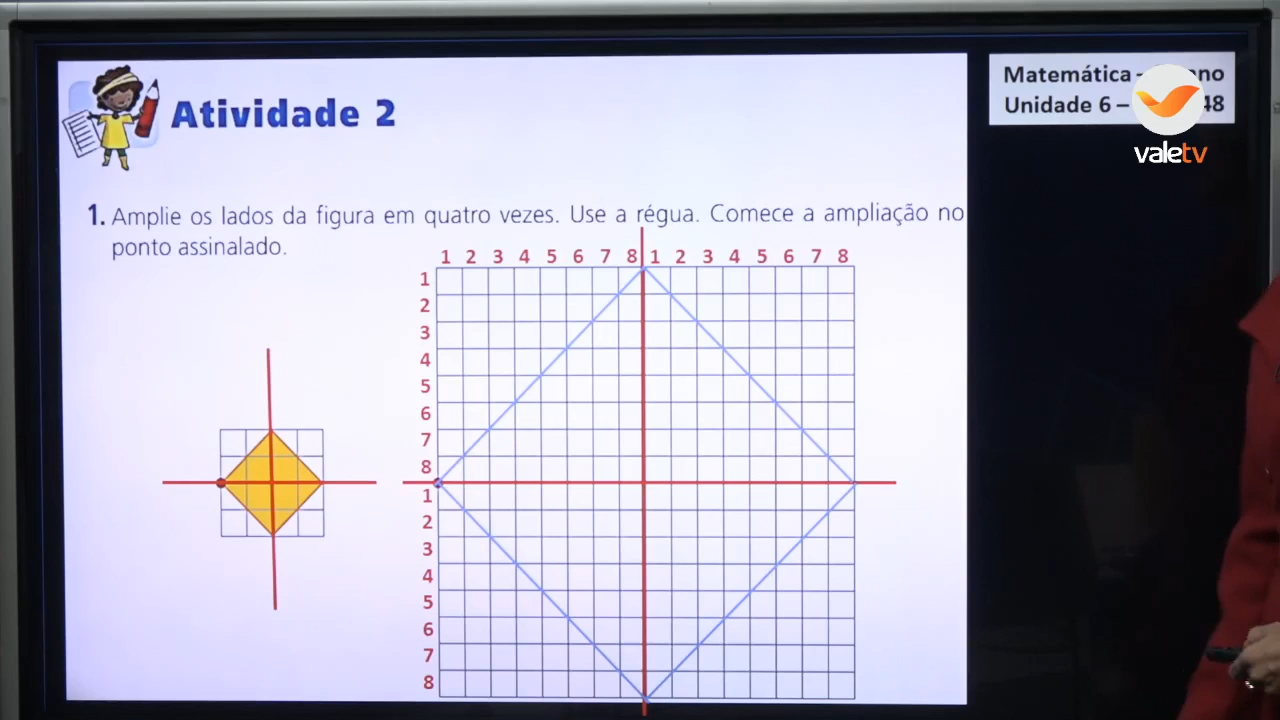 Atividade 2
Matemática –
Unidade 6 –
valetv
1. Amplie os lados da figura em quatro vezes. Use a régua. Comece a ampliação no
ponto assinalado.
1 2 3 4 5 6 7 8 1 2 3 4 5 6 7 8
1
2
3
4
5
6
7
8
1
2
3
4
5
6
7
8